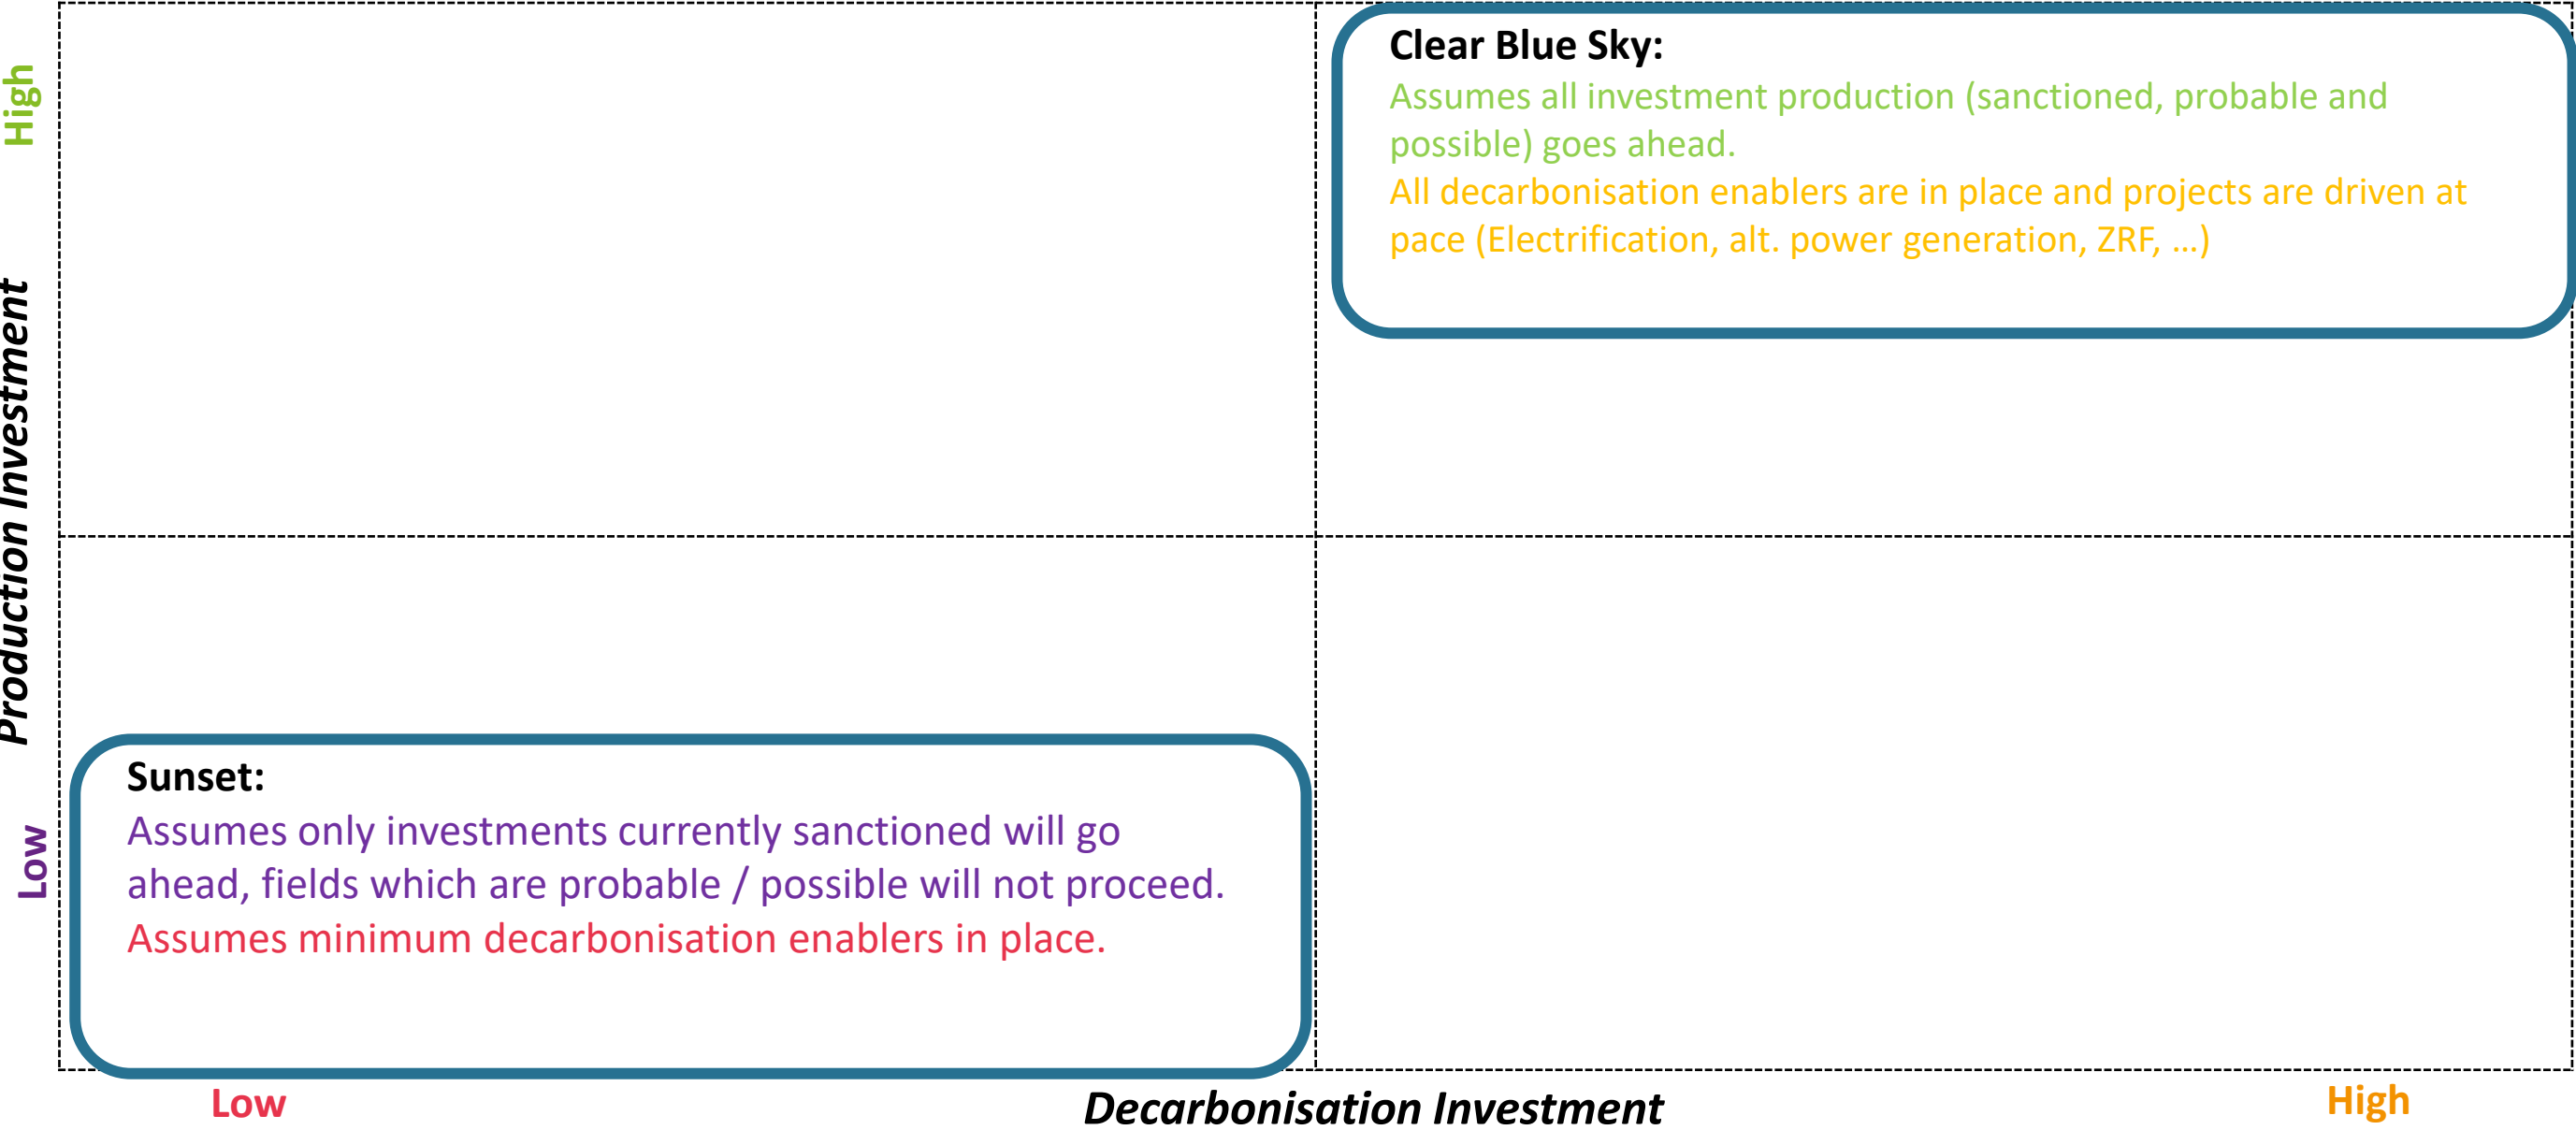 High
Production Investment
Low
Clear Blue Sky:
Assumes all investment production (sanctioned, probable and
possible) goes ahead.
All decarbonisation enablers are in place and projects are driven at
pace (Electrification, alt. power generation, ZRF, ...)
Sunset:
Assumes only investments currently sanctioned will go
ahead, fields which are probable / possible will not proceed.
Assumes minimum decarbonisation enablers in place.
Low
Decarbonisation Investment
High